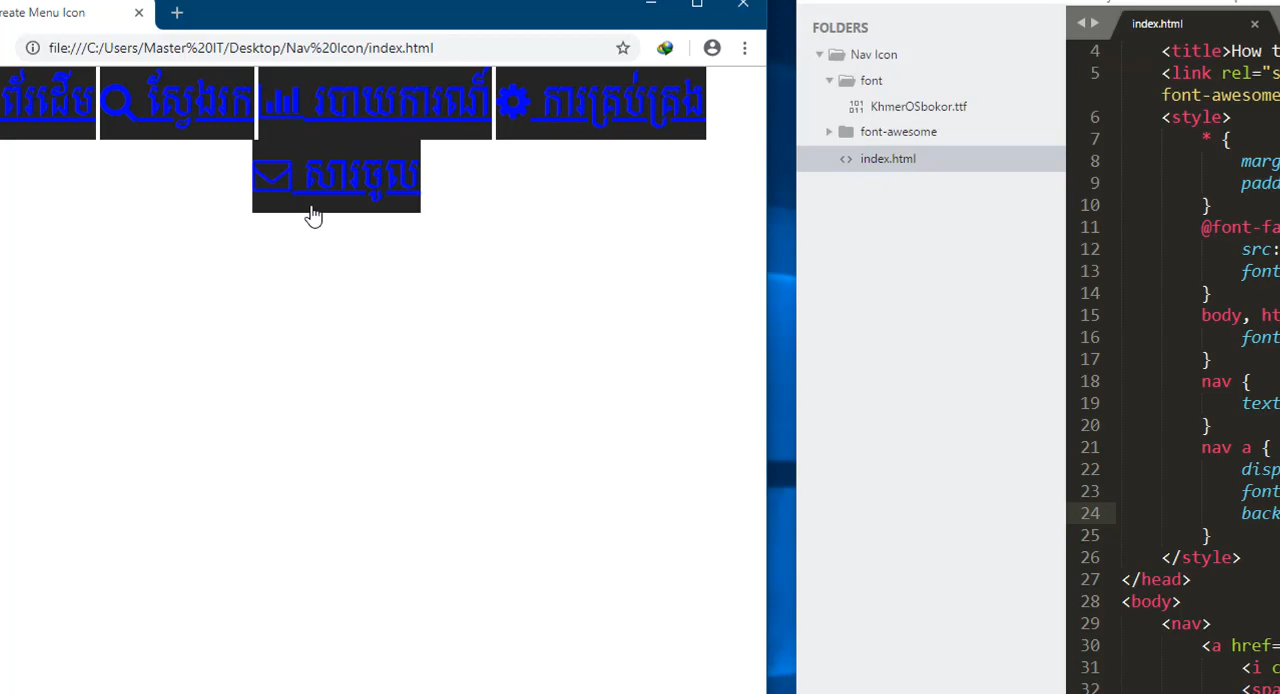 reate Menu Icon
file:///C:/Users/Master%20IT/Desktop/Nav%20Icon/index.html
ព័រដើម ស្វែងរក របាយការណ៍ ការគ្រប់គ្រង
សារចូល
FOLDERS
Nav Icon
font
KhmerOSbokor.ttf
font-awesome
index.html
index.html
4 <title>How t
5 <link rel="s
font-awesome
6 <style>
7 * {
8 marg
9 padd
10 }
11 @font-fa
12 src:
13 font
14 }
15 body, ht
16 font
17 }
18 nav {
19 text
20 }
21 nav a {
22 disp
23 font
24 back
25 }
26 </style>
27 </head>
28 <body>
29 <nav>
30 <a href=
31 <i c
32 <spa